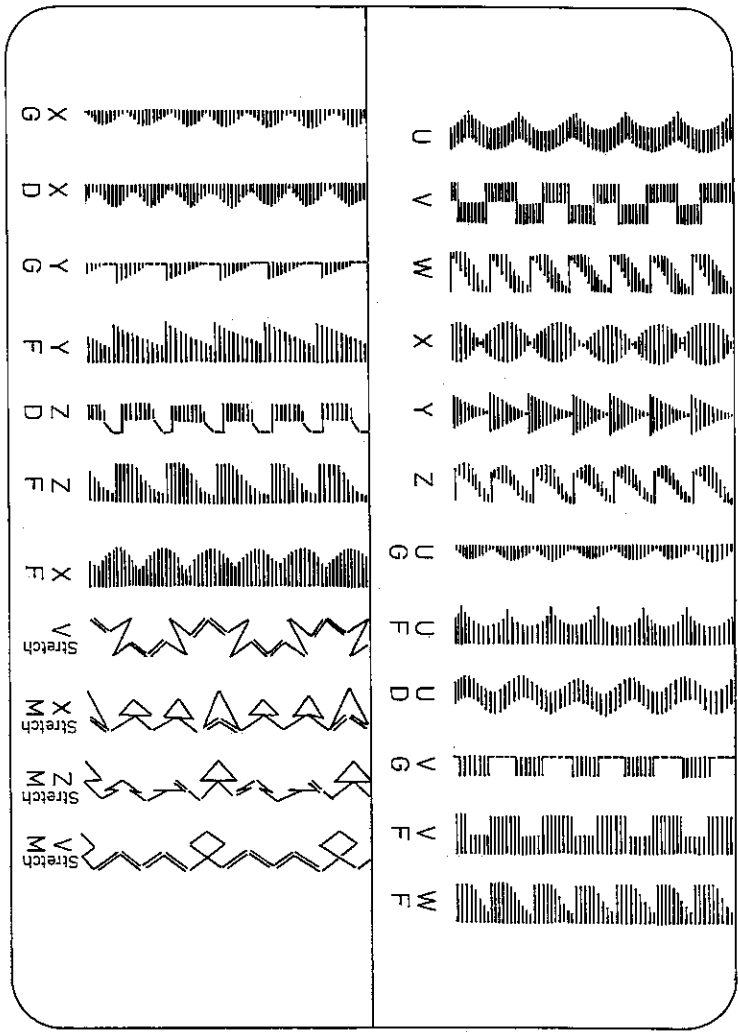 U
V
W
X
Y
Z
U G
U F
U D
V G
V F
W F
X G
X D
Y G
Y F
Z D
Z F
X F
V
Stretch
X M
Stretch
Z M
Stretch
V M
Stretch